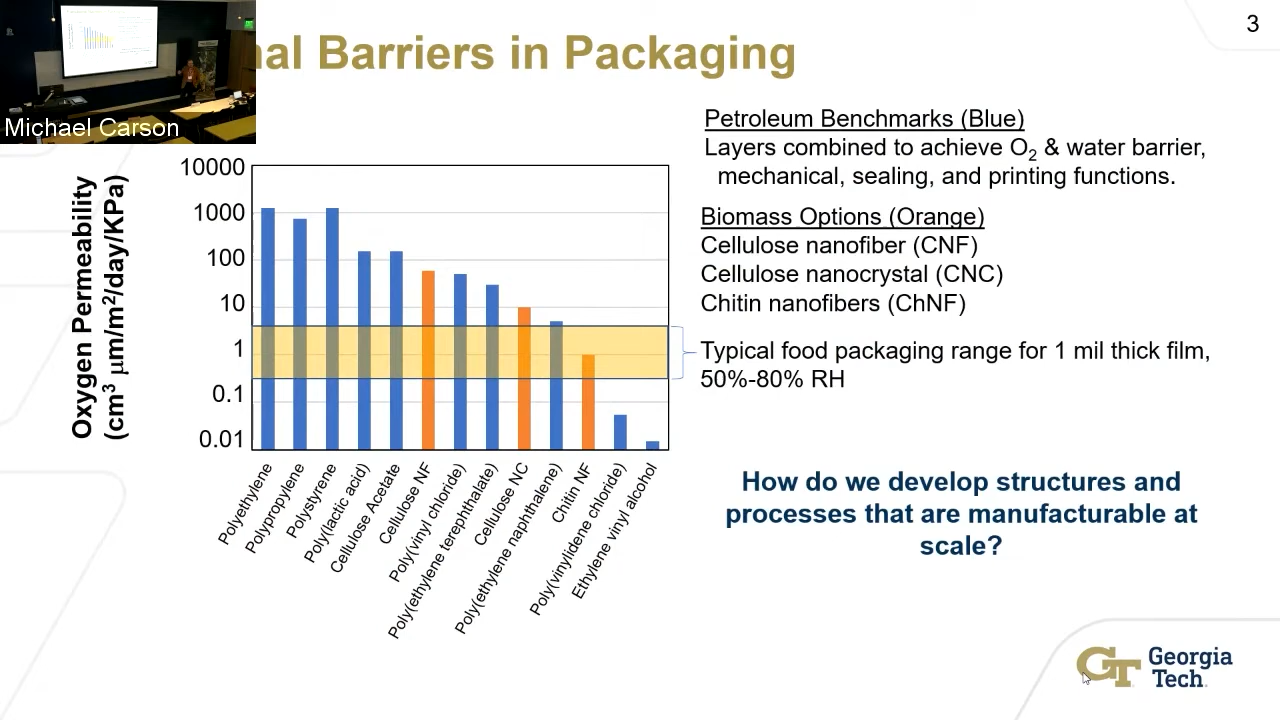 3
nal Barriers in Packaging
Michael Carson
Petroleum Benchmarks (Blue)
Layers combined to achieve O2 & water barrier,
mechanical, sealing, and printing functions.
Biomass Options (Orange)
Cellulose nanofiber (CNF)
Cellulose nanocrystal (CNC)
Chitin nanofibers (ChNF)
Typical food packaging range for 1 mil thick film,
50%-80% RH
How do we develop structures and
processes that are manufacturable at
scale?
Oxygen Permeability
(cm3 μm/m2/day/KPa)
10000
1000
100
10
1
0.1
0.01
Polyethylene
Polypropylene
Polystyrene
Poly(lactic acid)
Cellulose Acetate
Cellulose NF
Poly(vinyl chloride)
Poly(ethylene terephthalate)
Cellulose NC
Poly(ethylene naphthalene)
Chitin NF
Poly(vinylidene chloride)
Ethylene vinyl alcohol
GT
Georgia
Tech